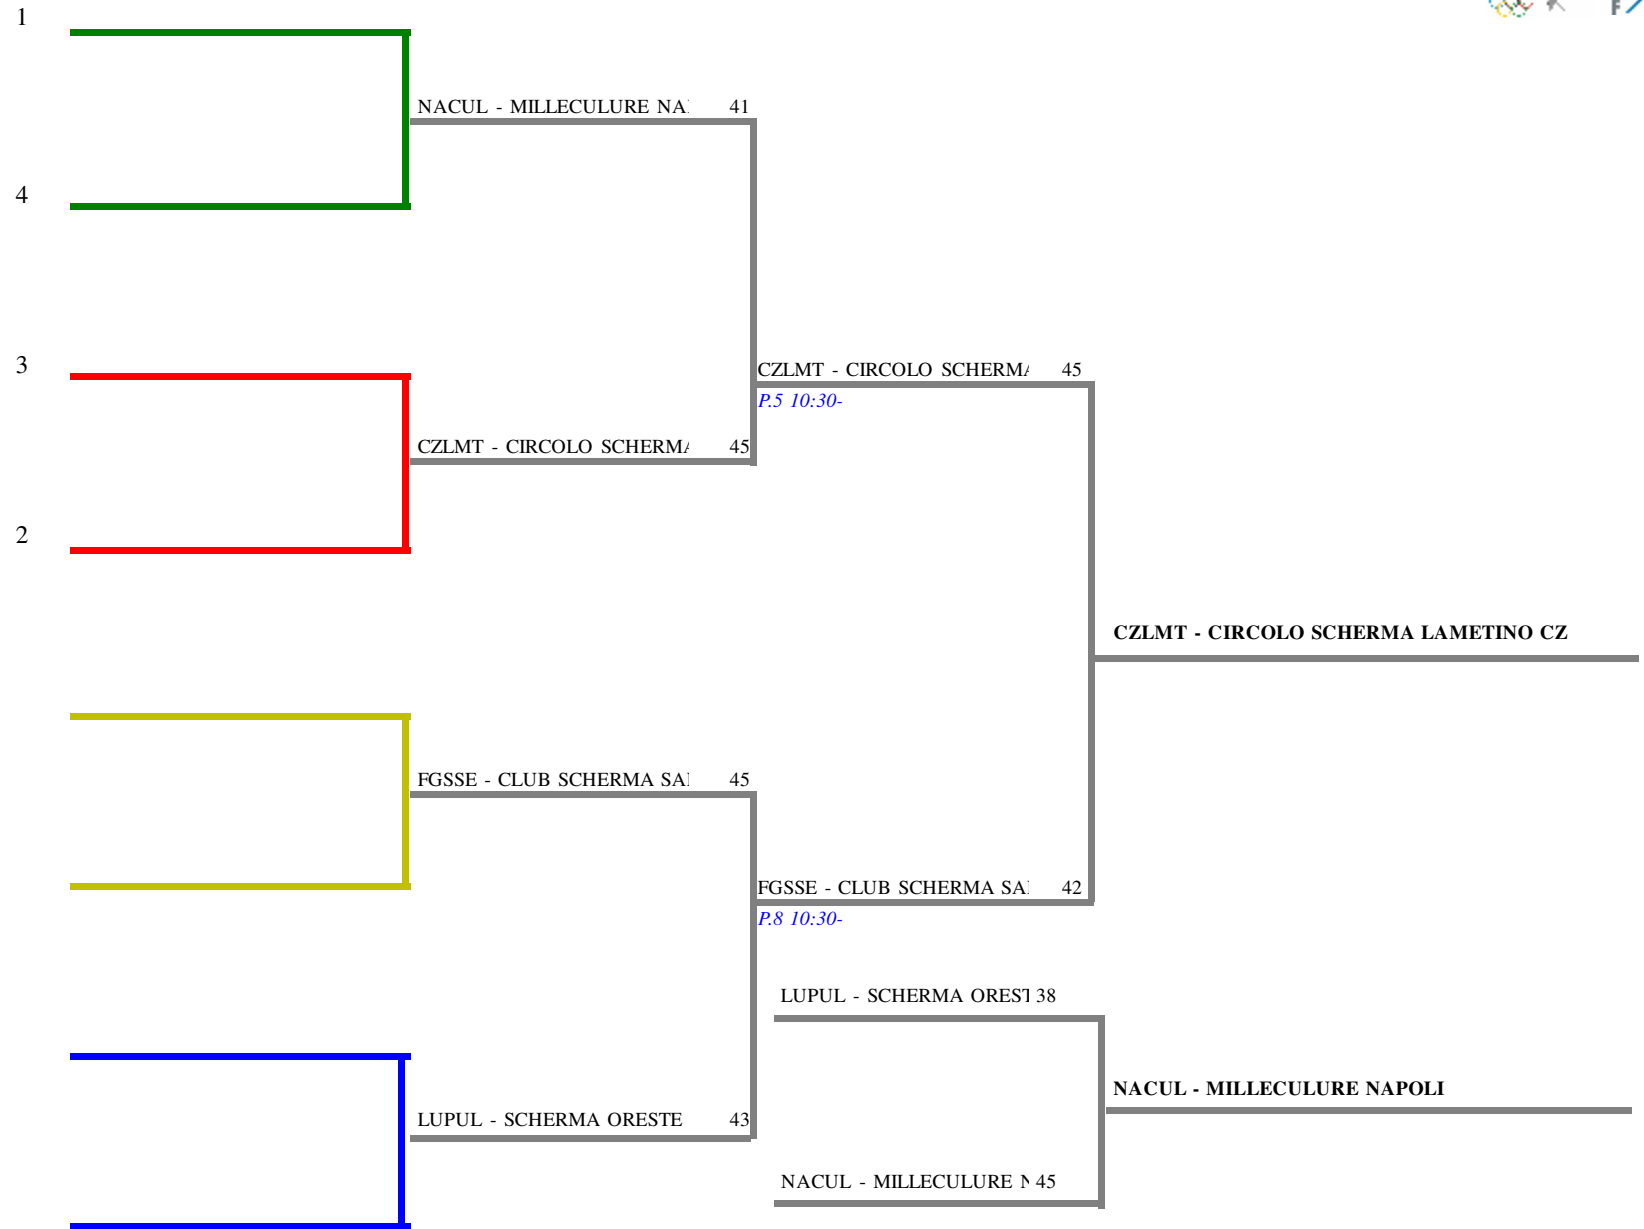 1
NACUL - MILLECULURE NA 41
4
3
CZLMT - CIRCOLO SCHERMA 45
P.5 10:30-
CZLMT - CIRCOLO SCHERMA 45
2
CZLMT - CIRCOLO SCHERMA LAMETINO CZ
FGSSE - CLUB SCHERMA SA 45
FGSSE - CLUB SCHERMA SA 42
P.8 10:30-
LUPUL - SCHERMA OREST 38
NACUL - MILLECULURE NAPOLI
LUPUL - SCHERMA ORESTE 43
NACUL - MILLECULURE N 45